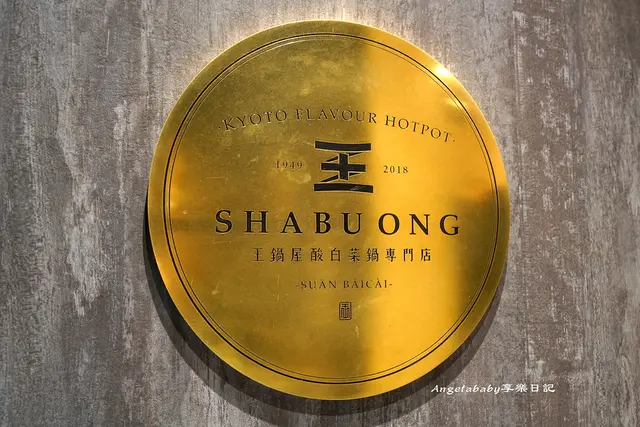 ·KYOTO FLAVOUR HOTPOT·
王
1949 2018
SHABU ONG
王鍋屋酸白菜鍋專門店
-SUAN BAICAI-
Angelababy享樂日記